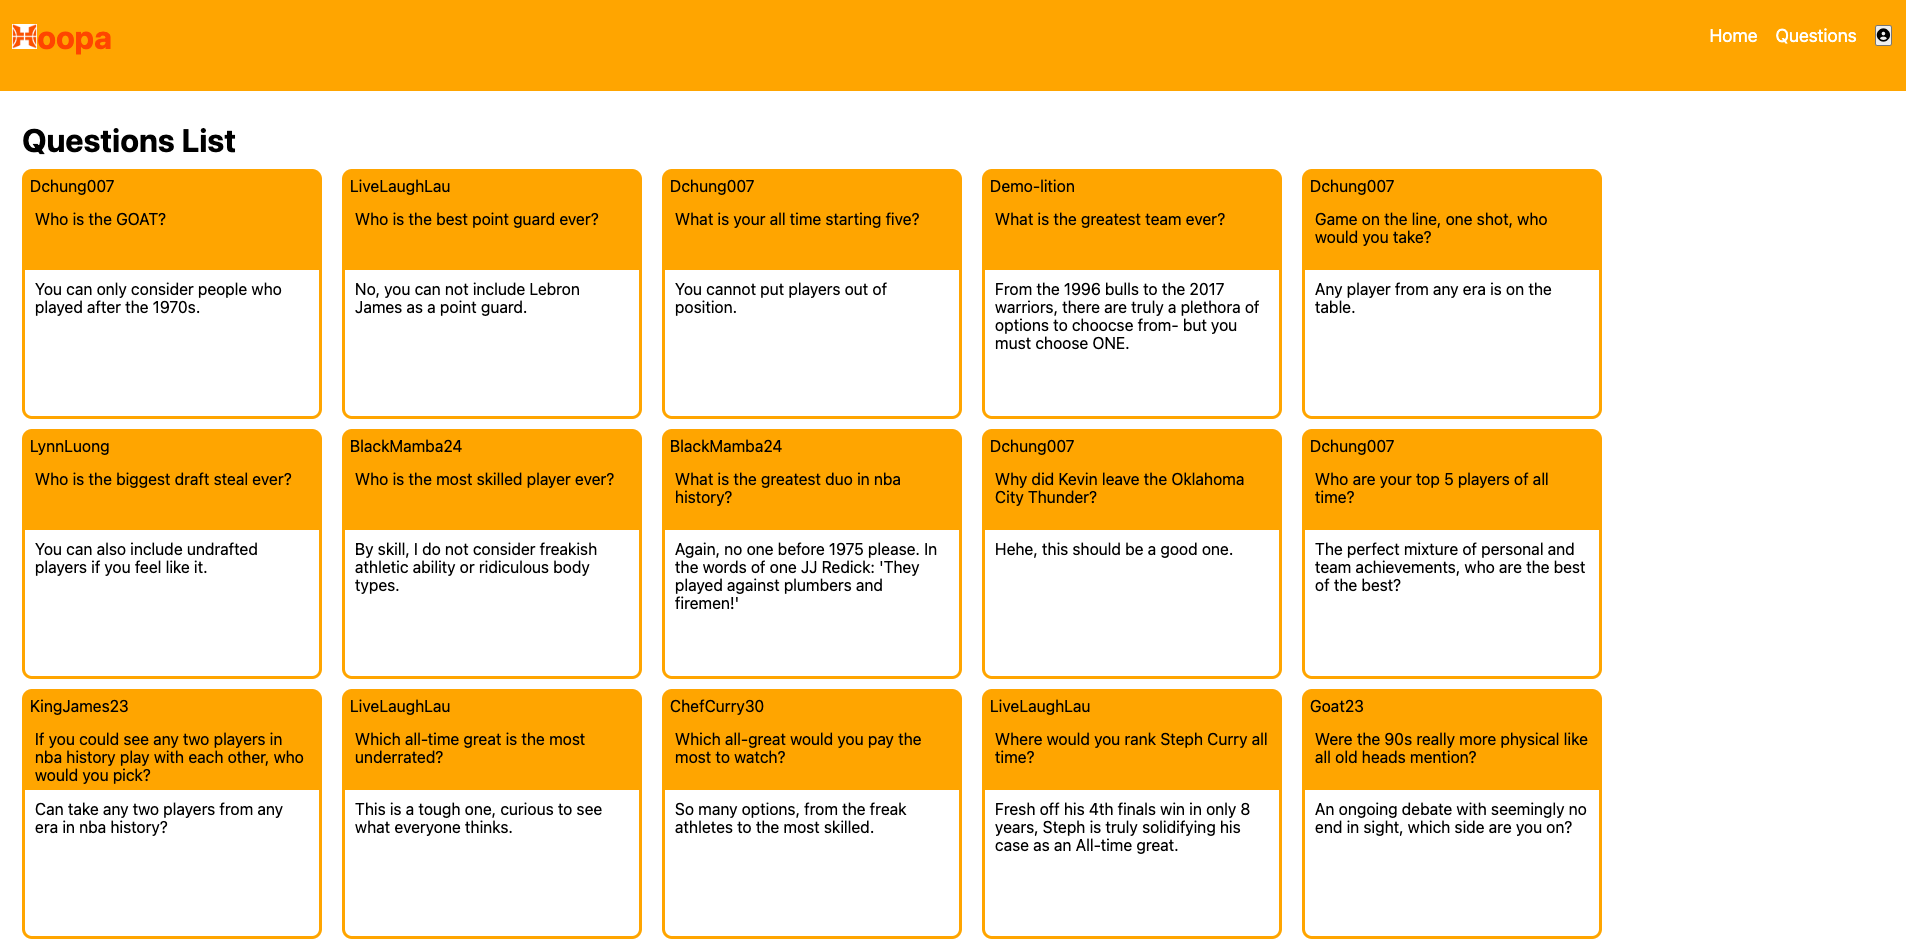 Hoopa
Home
Questions
Questions List
Dchung007
Who is the GOAT?
You can only consider people who
played after the 1970s.
LiveLaughLau
Who is the best point guard ever?
No, you can not include Lebron
James as a point guard.
Dchung007
What is your all time starting five?
You cannot put players out of
position.
Demo-lition
What is the greatest team ever?
From the 1996 bulls to the 2017
warriors, there are truly a plethora of
options to choocse from- but you
must choose ONE.
Dchung007
Game on the line, one shot, who
would you take?
Any player from any era is on the
table.
LynnLuong
Who is the biggest draft steal ever?
You can also include undrafted
players if you feel like it.
BlackMamba24
Who is the most skilled player ever?
By skill, I do not consider freakish
athletic ability or ridiculous body
types.
BlackMamba24
What is the greatest duo in nba
history?
Again, no one before 1975 please. In
the words of one JJ Redick: 'They
played against plumbers and
firemen!'
Dchung007
Why did Kevin leave the Oklahoma
City Thunder?
Hehe, this should be a good one.
Dchung007
Who are your top 5 players of all
time?
The perfect mixture of personal and
team achievements, who are the best
of the best?
KingJames23
If you could see any two players in
nba history play with each other, who
would you pick?
Can take any two players from any
era in nba history?
LiveLaughLau
Which all-time great is the most
underrated?
This is a tough one, curious to see
what everyone thinks.
ChefCurry30
Which all-great would you pay the
most to watch?
So many options, from the freak
athletes to the most skilled.
LiveLaughLau
Where would you rank Steph Curry all
time?
Fresh off his 4th finals win in only 8
years, Steph is truly solidifying his
case as an All-time great.
Goat23
Were the 90s really more physical like
all old heads mention?
An ongoing debate with seemingly no
end in sight, which side are you on?